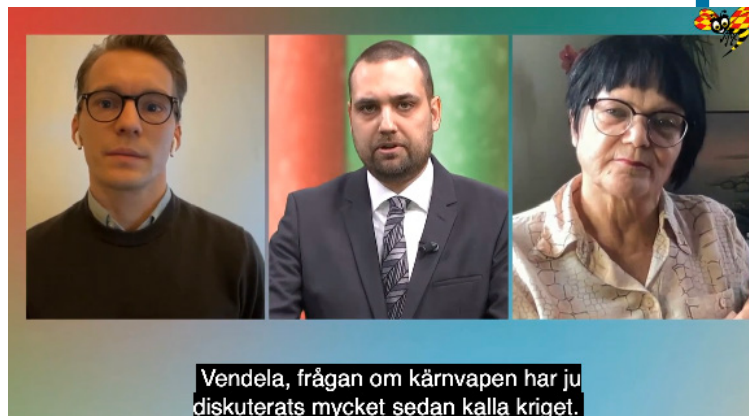 Vendela, frågan om kärnvapen har ju
diskuterats mycket sedan kalla kriget.